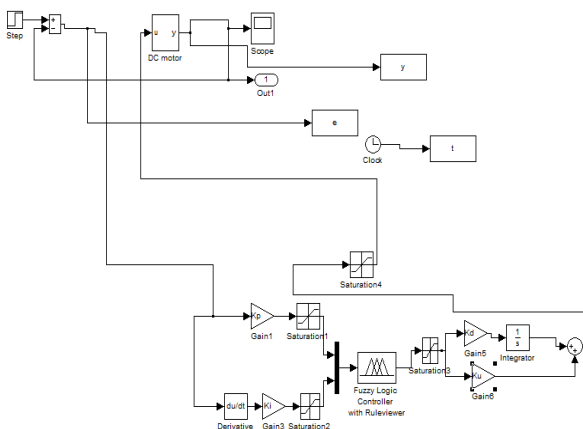 Step
+
−
u y
DC motor
Scope
y
1
Out1
e
Clock
t
Saturation4
Kp
Gain1
Saturation1
Kd
Gain5
1
s
Integrator
+
+
Saturation3
Fuzzy Logic
Controller
with Ruleviewer
Ku
Gain6
du/dt
Derivative
Ki
Gain3
Saturation2